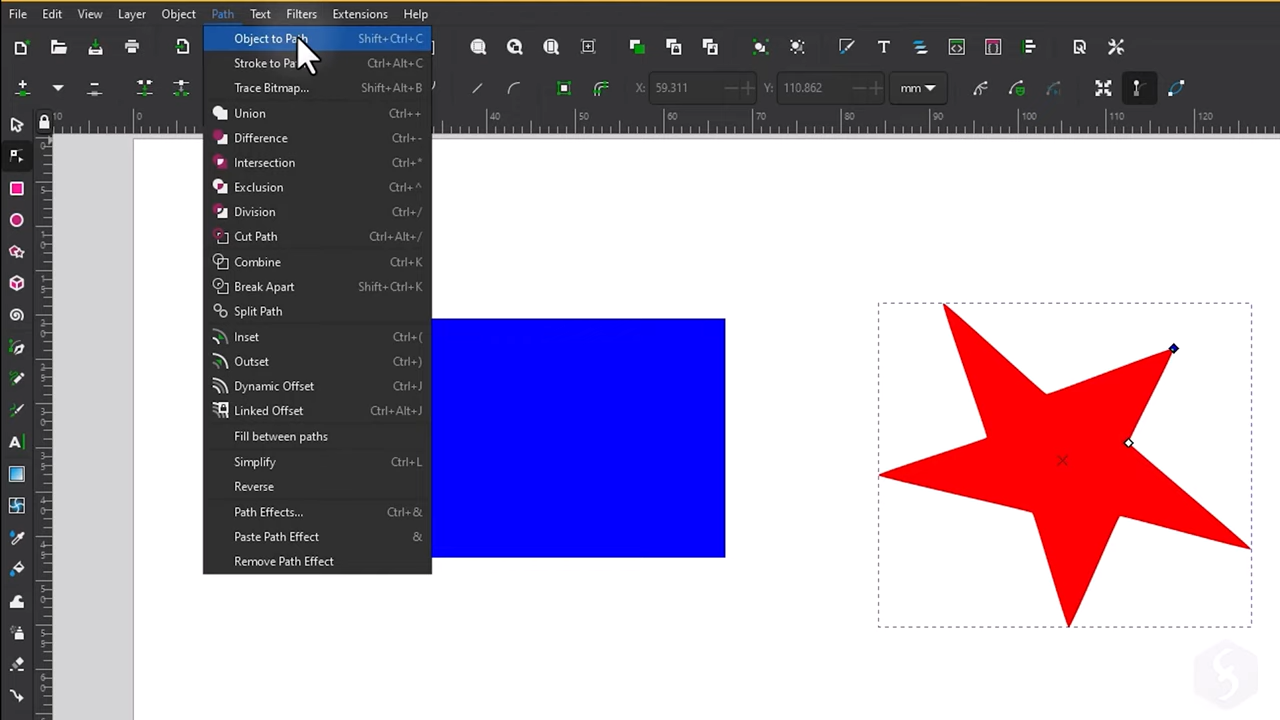 File Edit View Layer Object Path Text Filters Extensions Help
X: 59.311 Y: 110.862 mm
10 0 40 50 60 70 80 90 100 110 120
Object to Path Shift+Ctrl+C
Stroke to Path Ctrl+Alt+C
Trace Bitmap... Shift+Alt+B
Union Ctrl++
Difference Ctrl+-
Intersection Ctrl+*
Exclusion Ctrl+^
Division Ctrl+/
Cut Path Ctrl+Alt+/
Combine Ctrl+K
Break Apart Shift+Ctrl+K
Split Path
Inset Ctrl+(
Outset Ctrl+)
Dynamic Offset Ctrl+J
Linked Offset Ctrl+Alt+J
Fill between paths
Simplify Ctrl+L
Reverse
Path Effects... Ctrl+&
Paste Path Effect &
Remove Path Effect